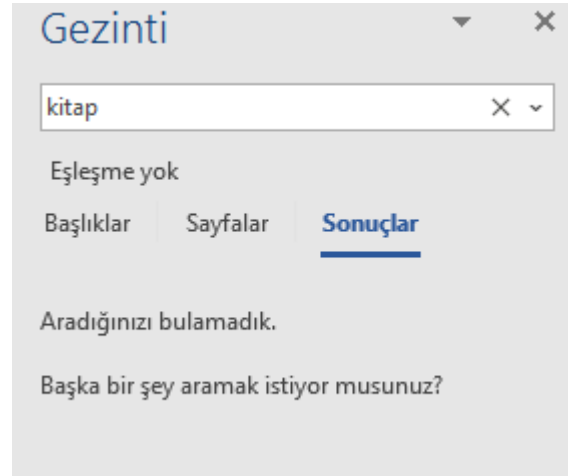 Gezinti
kitap
Eşleşme yok
Başlıklar Sayfalar Sonuçlar
Aradığınızı bulamadık.
Başka bir şey aramak istiyor musunuz?